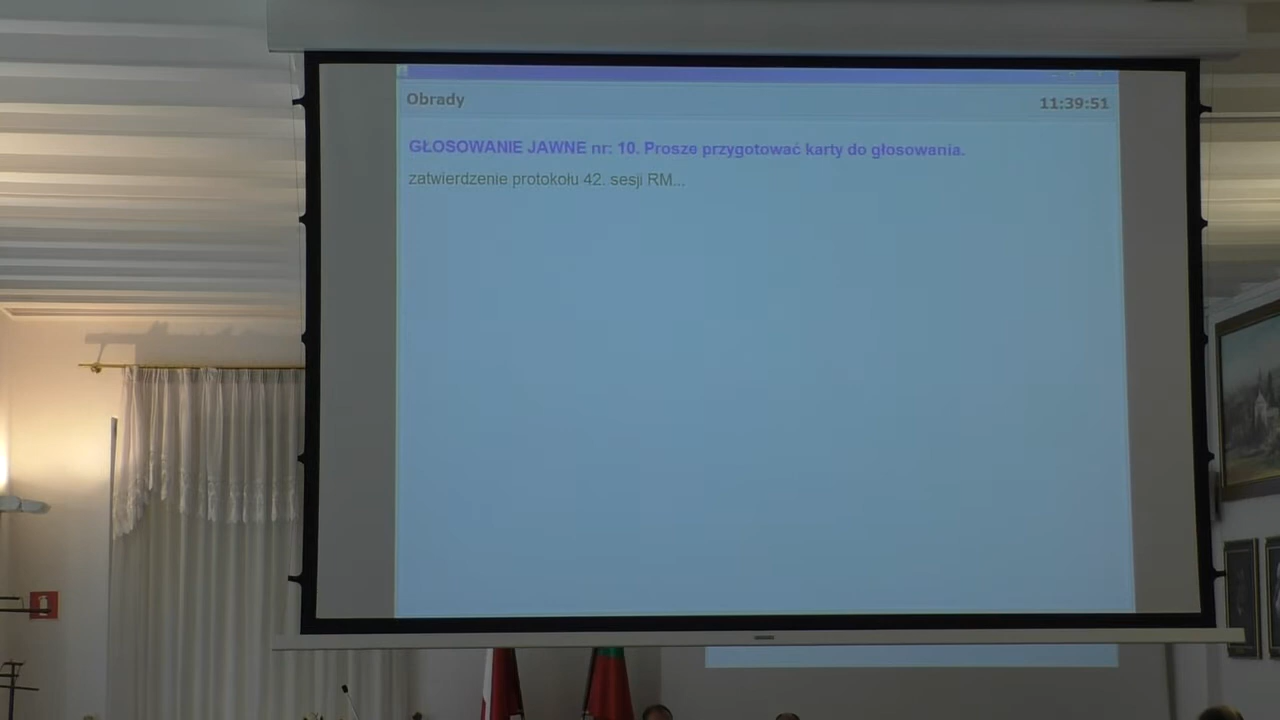 Obrady
11:39:51
GŁOSOWANIE JAWNE nr: 10. Prosze przygotować karty do głosowania.
zatwierdzenie protokołu 42. sesji RM...